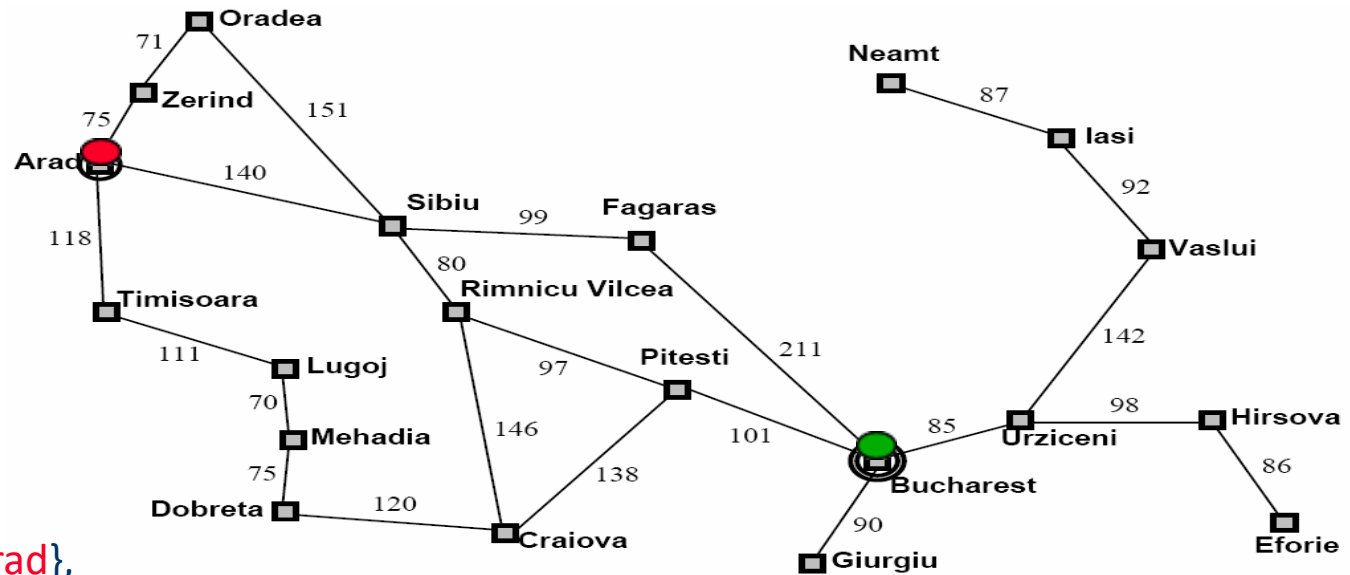 Oradea
71
Neamt
Zerind
87
151
75
Iasi
Arad
140
92
Sibiu
99
Fagaras
118
Vaslui
80
Timisoara
Rimnicu Vilcea
111
97
Pitesti
211
142
Lugoj
70
98
Hirsova
Mehadia
146
101
85
Urziceni
75
138
86
Bucharest
Dobreta
120
90
Craiova
Giurgiu
Eforie
rad},